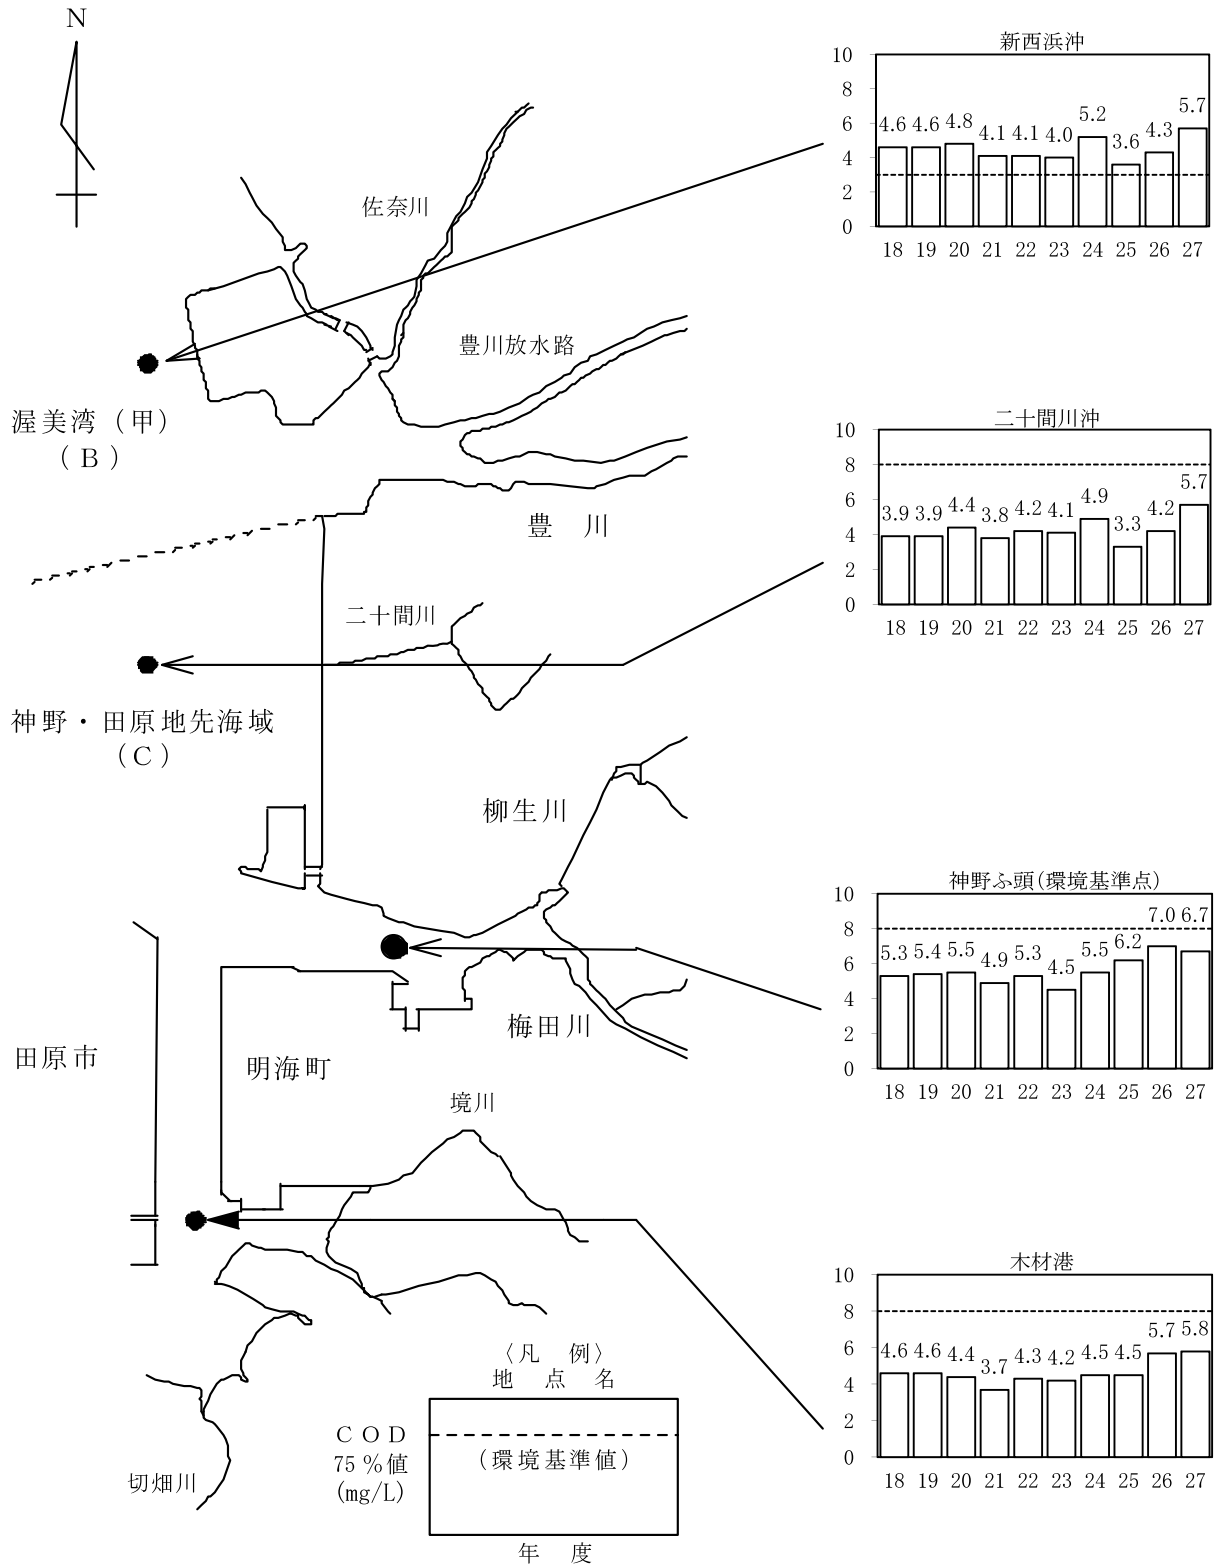 N
佐奈川
豊川放水路
渥美湾（甲）
（B）
豊　川
二十間川
神野・田原地先海域
（C）
柳生川
梅田川
田原市
明海町
境川
切畑川
〈凡　例〉
地　点　名
COD
75％値
(mg/L)
（環境基準値）
年　度
新西浜沖
10
8
6
4
2
0
4.6 4.6 4.8 4.1 4.1 4.0 5.2 3.6 4.3 5.7
18 19 20 21 22 23 24 25 26 27
二十間川沖
10
8
6
4
2
0
3.9 3.9 4.4 3.8 4.2 4.1 4.9 3.3 4.2 5.7
18 19 20 21 22 23 24 25 26 27
神野ふ頭(環境基準点)
10
8
6
4
2
0
5.3 5.4 5.5 4.9 5.3 4.5 5.5 6.2 7.0 6.7
18 19 20 21 22 23 24 25 26 27
木材港
10
8
6
4
2
0
4.6 4.6 4.4 3.7 4.3 4.2 4.5 4.5 5.7 5.8
18 19 20 21 22 23 24 25 26 27